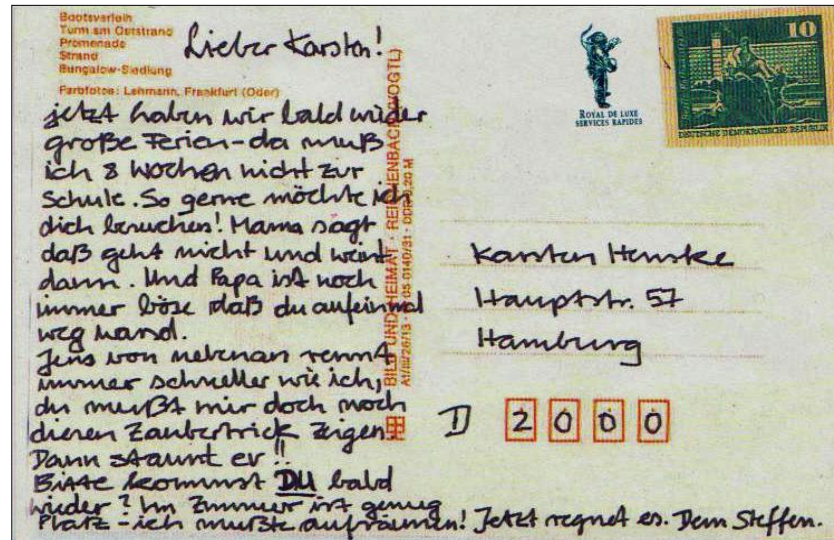 Bootsverleih
Turm am Oststrand
Promenade
Strand
Bungalow-Siedlung
Farbfotos: Lehmann, Frankfurt (Oder)
Lieber Karsten!
jetzt haben wir bald wider
große Ferien - da muß
ich 8 Wochen nicht zur
Schule. So gerne möchte ich
dich besuchen! Mama sagt
daß geht nicht und weint
dann. Und Papa ist noch
immer böse daß du aufeinmal
weg warsd.
Jens von nebenan rennt
immer schneller wie ich,
du mußt mir doch noch
diesen Zaubertrick zeigen.
Dann staunt er!!
Bitte kommst DU bald
wieder? Im Zimmer ist genug
Platz - ich mußte aufräumen! Jetzt regnet es. Dein Steffen.
BILD UND HEIMAT · REICHENBACH (VOGTL)
ROYAL DE LUXE
SERVICES RAPIDES
10
DEUTSCHE DEMOKRATISCHE REPUBLIK
Karsten Henske
Hauptstr. 57
Hamburg
D 2000